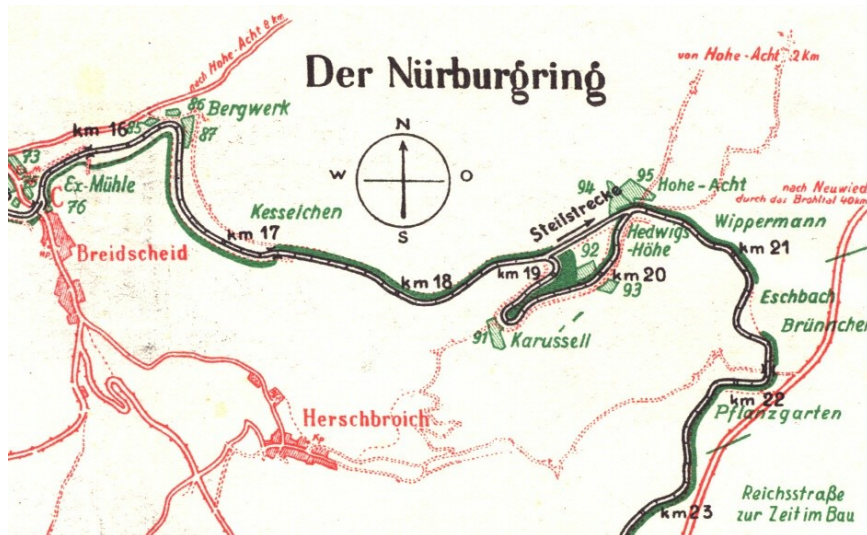 Der Nürburgring
nach Hohe-Acht 8 km
von Hohe-Acht 2 Km
86
Bergwerk
85
87
km 16
73
Ex-Mühle
C
76
N
W
O
S
Kesselchen
km 17
Breidscheid
km 18
Steilstrecke
94
95
Hohe-Acht
nach Neuwied
durch das Brohltal 40km
Wippermann
Hedwigs
-Höhe
92
km 19
km 20
km 21
93
Eschbach
Brünnchen
91
Karussell
km 22
Pflanzgarten
Herschbroich
Kp
km 23
Reichsstraße
zur Zeit im Bau